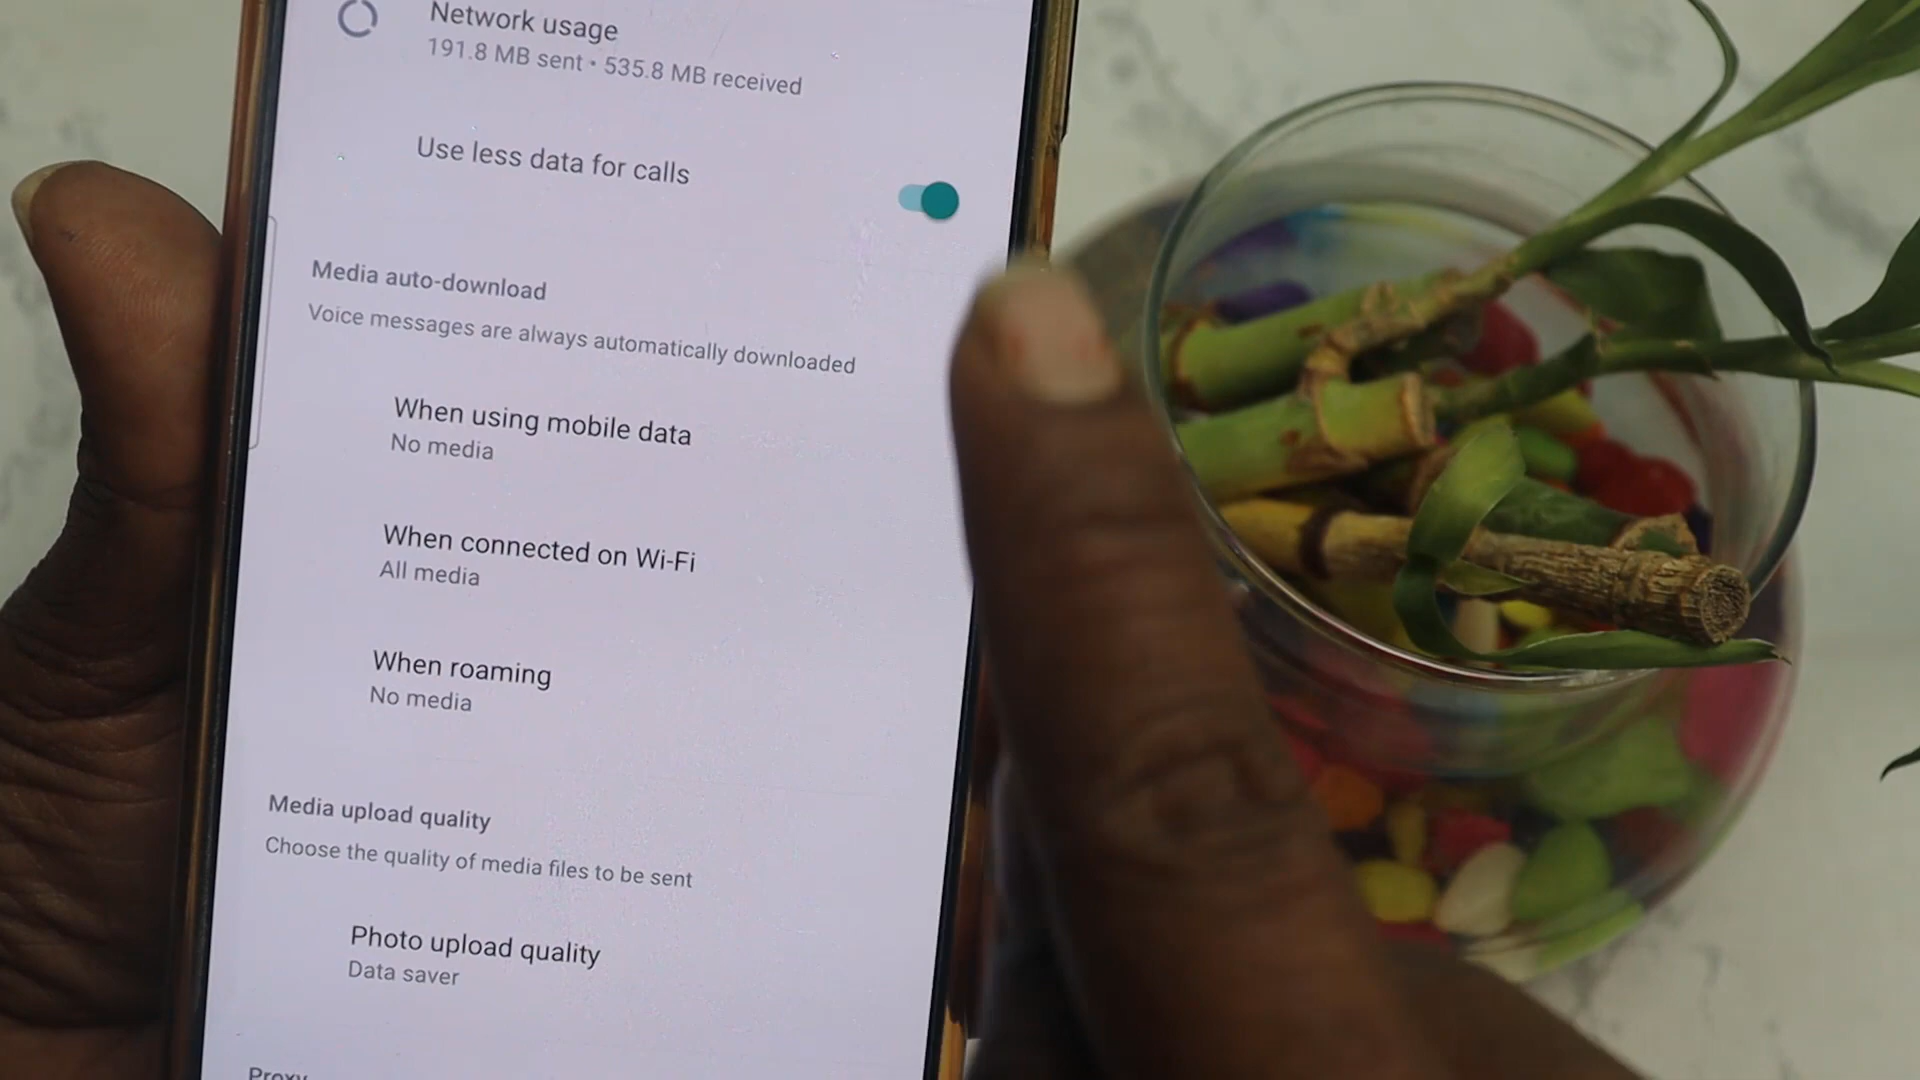 Network usage
191.8 MB sent • 535.8 MB received
Use less data for calls
Media auto-download
Voice messages are always automatically downloaded
When using mobile data
No media
When connected on Wi-Fi
All media
When roaming
No media
Media upload quality
Choose the quality of media files to be sent
Photo upload quality
Data saver
Proxy